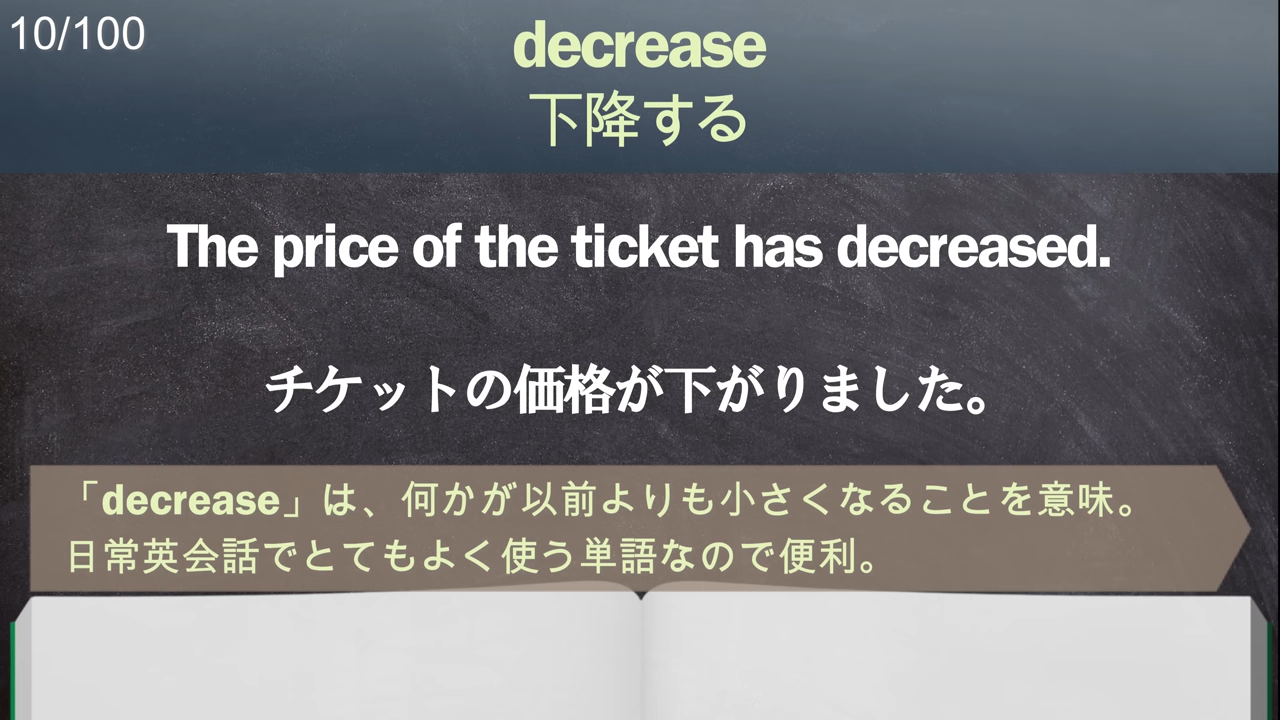 10/100
decrease
下降する
The price of the ticket has decreased.
チケットの価格が下がりました。
「decrease」は、何かが以前よりも小さくなることを意味。
日常英会話でとてもよく使う単語なので便利。